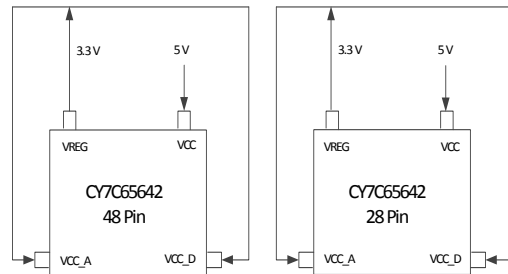 3.3 V
5 V
VREG
VCC
CY7C65642
48 Pin
VCC_A
VCC_D
3.3 V
5 V
VREG
VCC
CY7C65642
28 Pin
VCC_A
VCC_D